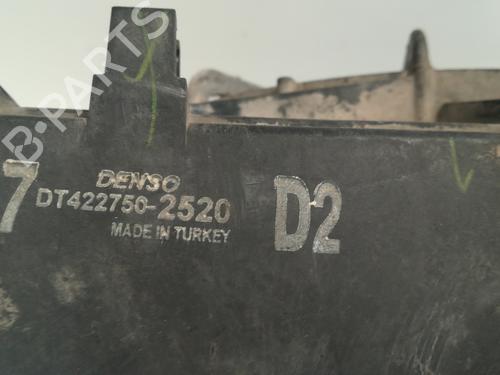 B-PARTS
7
DENSO
DT422750-2520
MADE IN TURKEY
D2